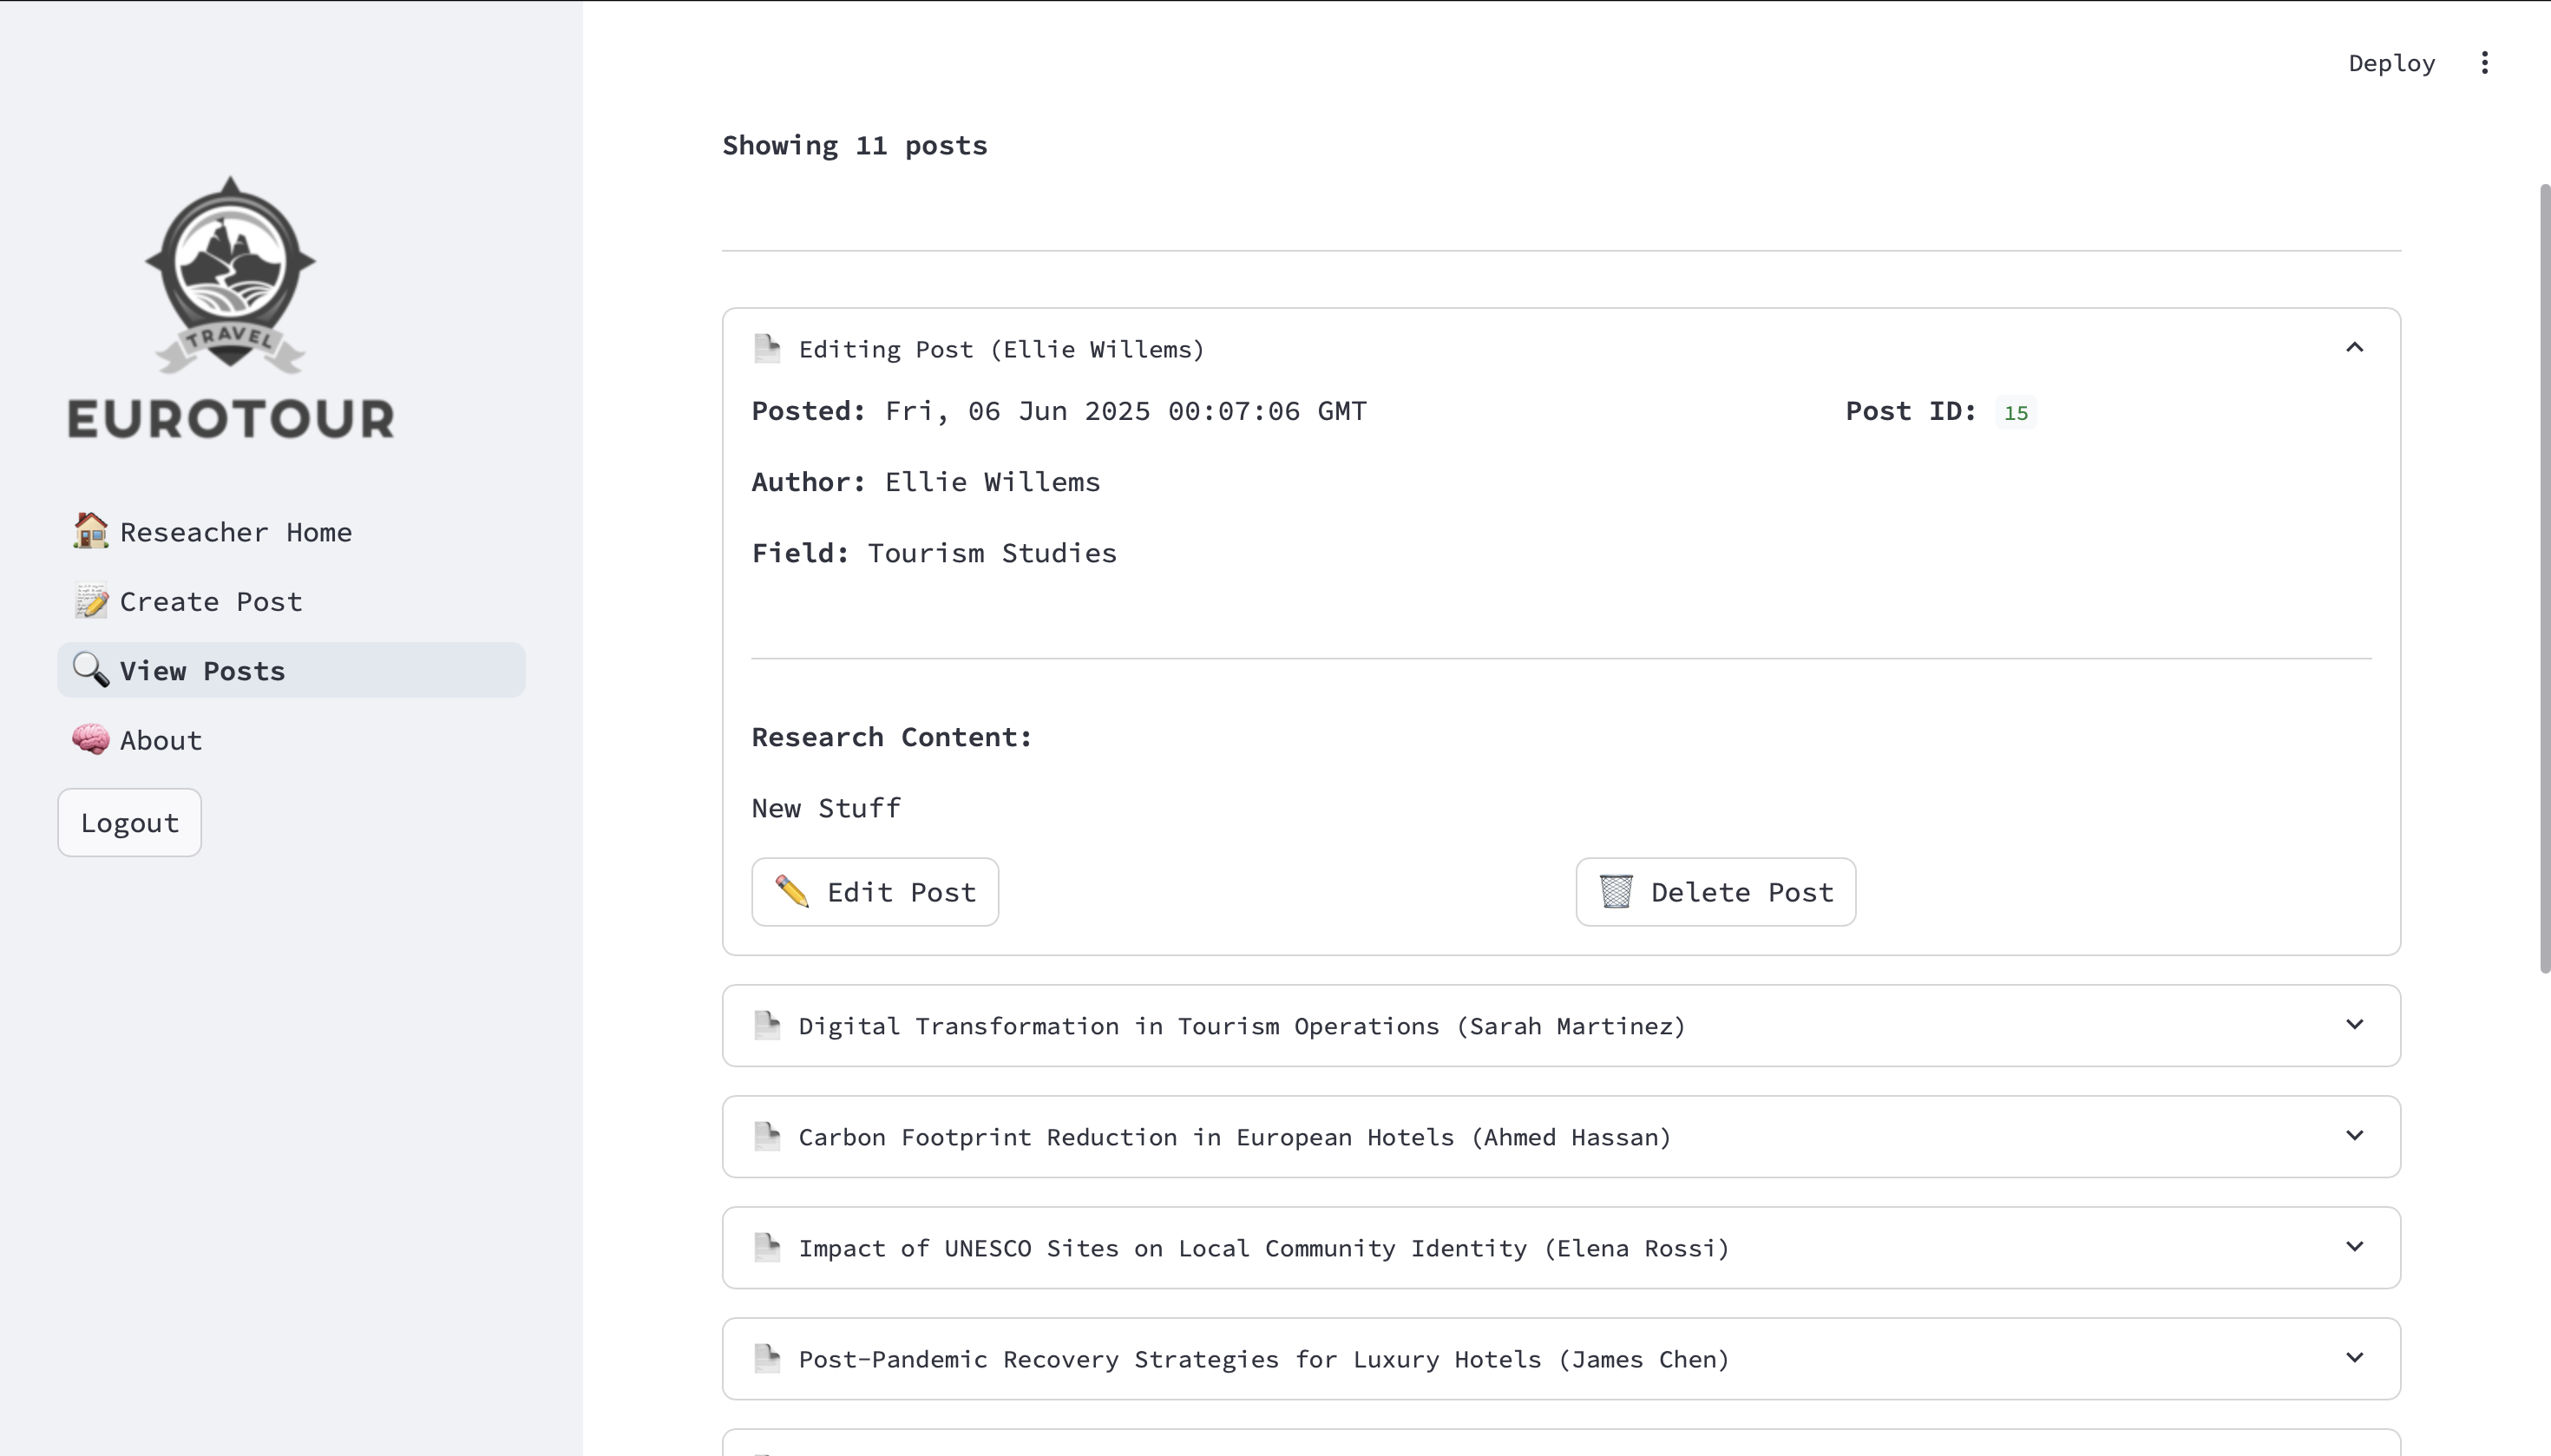 Deploy
TRAVEL
EUROTOUR
Reseacher Home
Create Post
View Posts
About
Logout
Showing 11 posts
Editing Post (Ellie Willems)
Posted: Fri, 06 Jun 2025 00:07:06 GMT
Post ID: 15
Author: Ellie Willems
Field: Tourism Studies
Research Content:
New Stuff
Edit Post
Delete Post
Digital Transformation in Tourism Operations (Sarah Martinez)
Carbon Footprint Reduction in European Hotels (Ahmed Hassan)
Impact of UNESCO Sites on Local Community Identity (Elena Rossi)
Post-Pandemic Recovery Strategies for Luxury Hotels (James Chen)